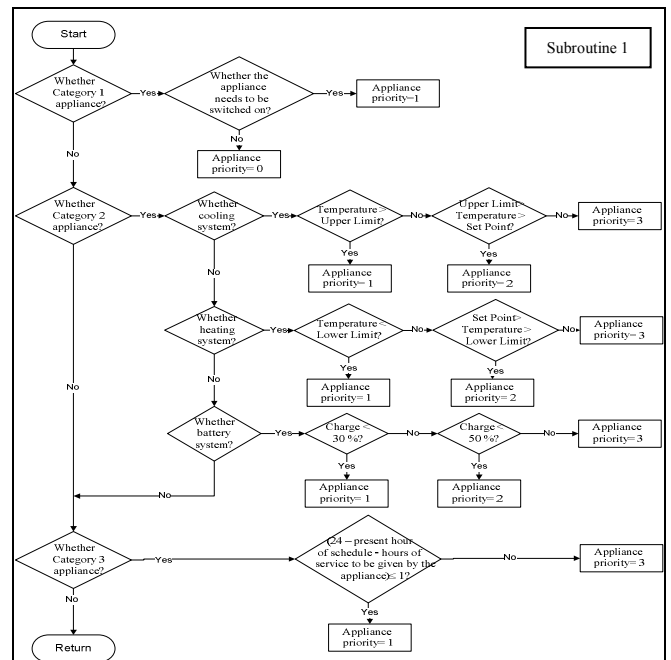 Start
Subroutine 1
Whether
Category 1
appliance?
Yes
Whether the
appliance
needs to be
switched on?
Yes
Appliance
priority=1
No
No
Appliance
priority= 0
Whether
Category 2
appliance?
Yes
Whether
cooling
system?
Yes
Temperature>
Upper Limit?
No
Upper Limit>
Temperature>
Set Point?
No
Appliance
priority= 3
Yes
Appliance
priority= 1
Yes
Appliance
priority= 2
No
Whether
heating
system?
Yes
Temperature<
Lower Limit?
No
Set Point>
Temperature>
Lower Limit?
No
Appliance
priority= 3
Yes
Appliance
priority= 1
Yes
Appliance
priority= 2
No
No
Whether
battery
system?
Yes
Charge <
30 %?
No
Charge <
50 %?
No
Appliance
priority= 3
Yes
Appliance
priority= 1
Yes
Appliance
priority= 2
No
Whether
Category 3
appliance?
Yes
(24 – present hour
of schedule - hours of
service to be given by the
appliance)≤ 1?
No
Appliance
priority= 3
No
Yes
Appliance
priority= 1
Return